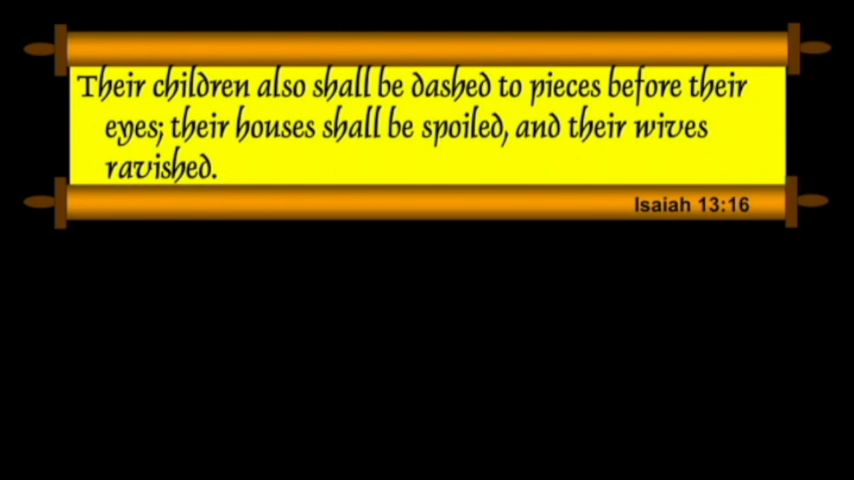 Their children also shall be dashed to pieces before their
eyes; their houses shall be spoiled, and their wives
ravished.
Isaiah 13:16